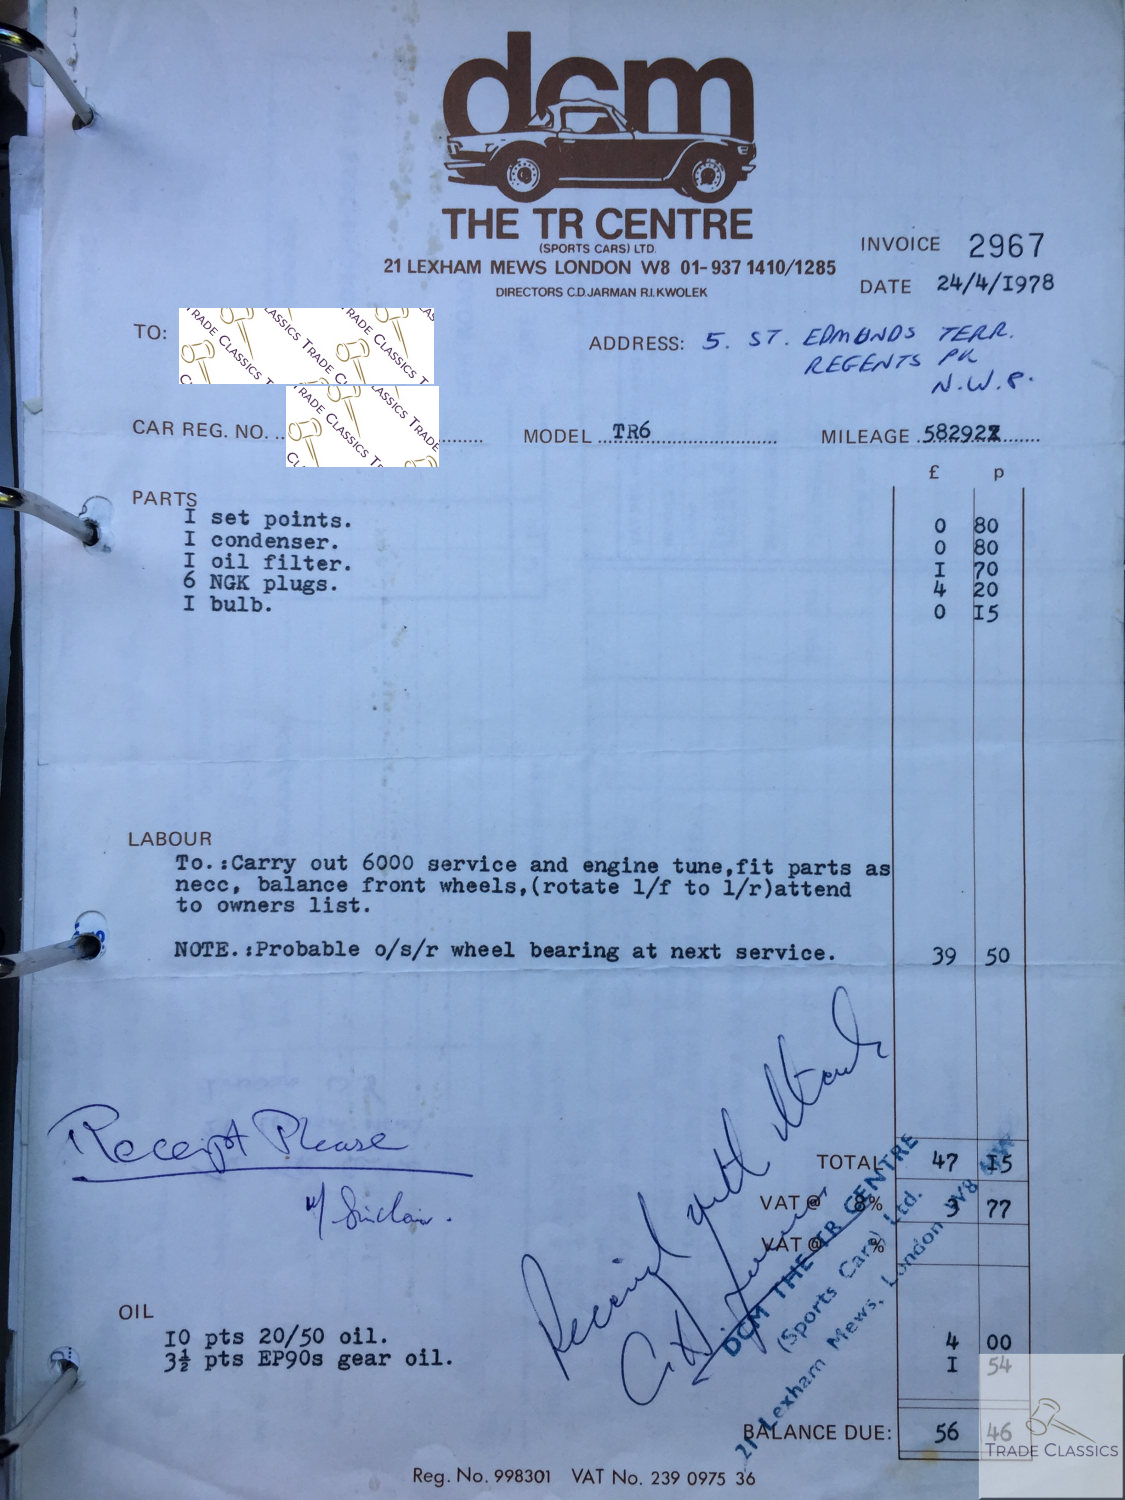 dcm
THE TR CENTRE
(SPORTS CARS) LTD.
21 LEXHAM MEWS LONDON W8 01-937 1410/1285
DIRECTORS C.D.JARMAN R.I.KWOLEK
INVOICE 2967
DATE 24/4/I978
TO:
ADDRESS: 5. ST. EDMUNDS TERR.
REGENTS PK
N.W.8.
CAR REG. NO. MODEL TR6 MILEAGE 58292
£ p
PARTS
I set points. 0 80
I condenser. 0 80
I oil filter. I 70
6 NGK plugs. 4 20
I bulb. 0 I5
LABOUR
To.:Carry out 6000 service and engine tune,fit parts as
necc, balance front wheels,(rotate l/f to l/r)attend
to owners list.
NOTE.:Probable o/s/r wheel bearing at next service. 39 50
Receipt Please
Sinclair.
Received with thanks
TOTAL 47 I5
VAT @ 8% 3 77
VAT @ %
DCM THE TR CENTRE
(Sports Cars) Ltd.
21 Lexham Mews, London W8
OIL
I0 pts 20/50 oil. 4 00
3½ pts EP90s gear oil. I 54
BALANCE DUE: 56 46
Reg. No. 998301 VAT No. 239 0975 36
TRADE CLASSICS